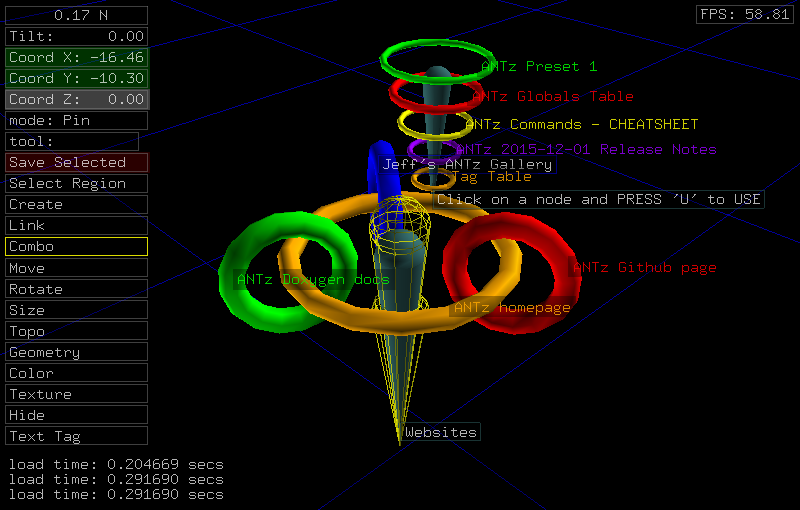 0.17 N
FPS: 58.81
Tilt: 0.00
Coord X: -16.46
Coord Y: -10.30
Coord Z: 0.00
mode: Pin
tool:
Save Selected
Select Region
Create
Link
Combo
Move
Rotate
Size
Topo
Geometry
Color
Texture
Hide
Text Tag
load time: 0.204669 secs
load time: 0.291690 secs
load time: 0.291690 secs
ANTz Preset 1
ANTz Globals Table
ANTz Commands - CHEATSHEET
ANTz 2015-12-01 Release Notes
Jeff's ANTz Gallery
Tag Table
Click on a node and PRESS 'U' to USE
ANTz Github page
ANTz Doxygen docs
ANTz homepage
Websites